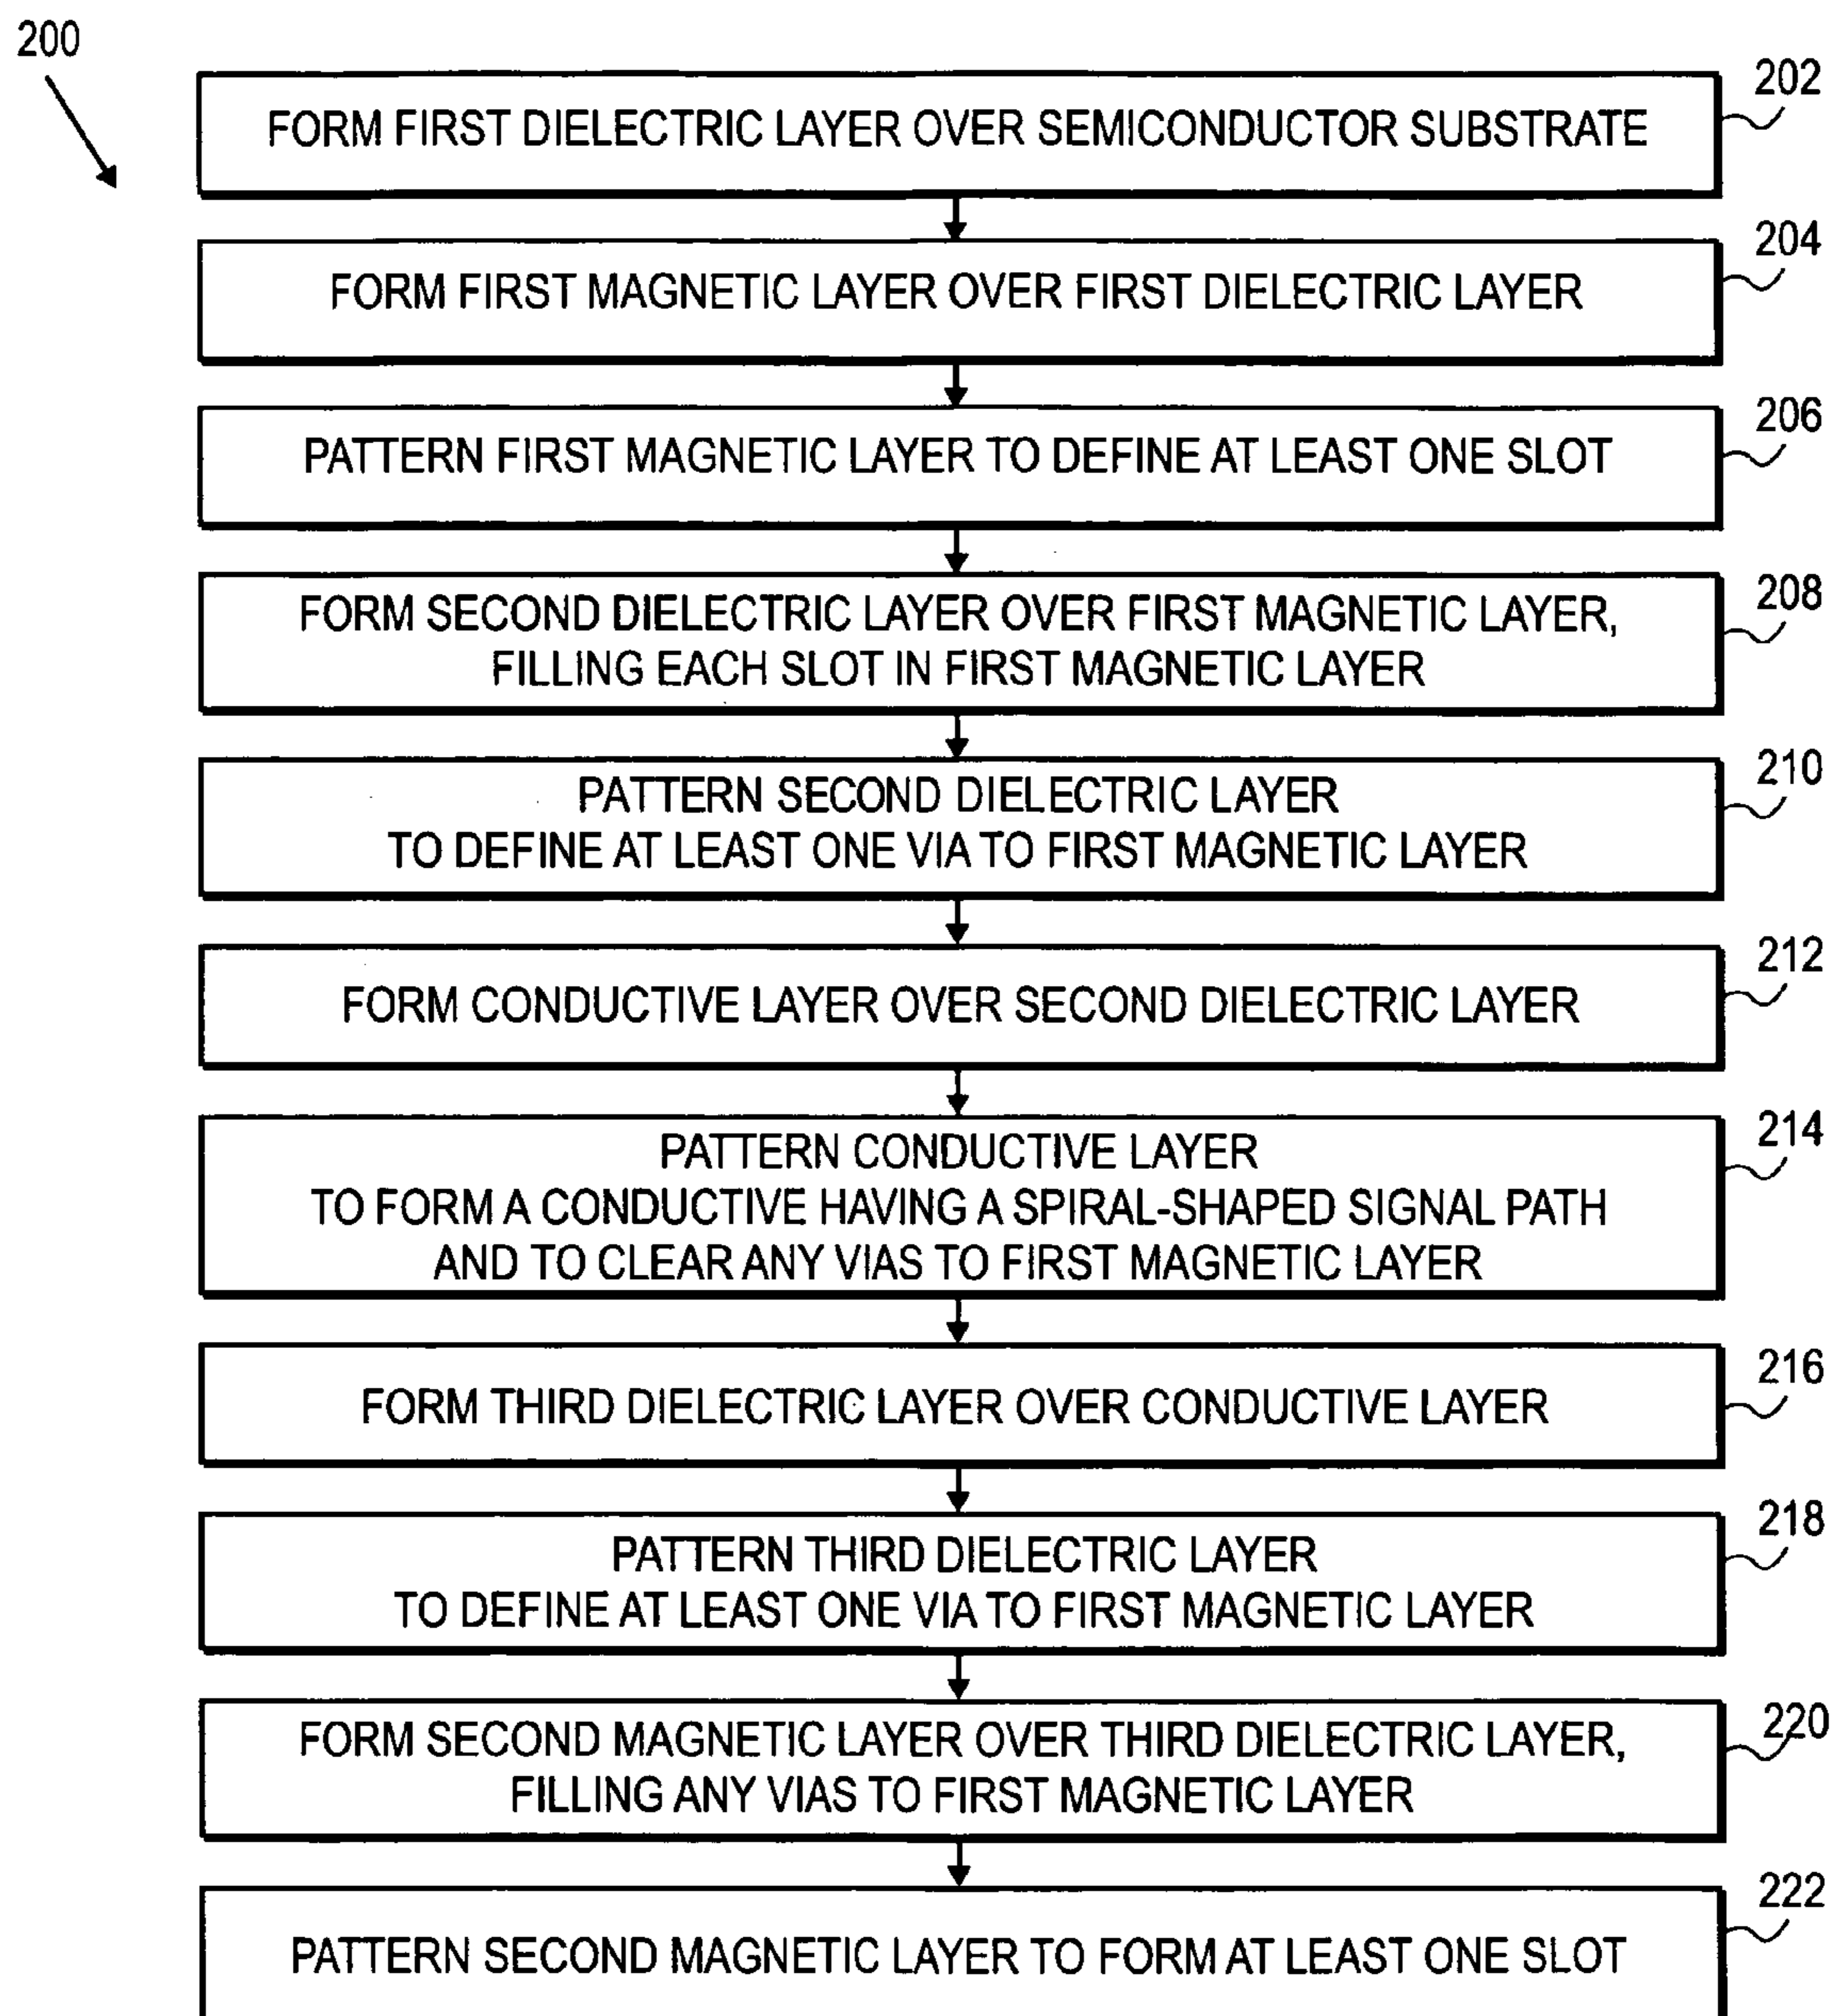 200
202
FORM FIRST DIELECTRIC LAYER OVER SEMICONDUCTOR SUBSTRATE
204
FORM FIRST MAGNETIC LAYER OVER FIRST DIELECTRIC LAYER
206
PATTERN FIRST MAGNETIC LAYER TO DEFINE AT LEAST ONE SLOT
208
FORM SECOND DIELECTRIC LAYER OVER FIRST MAGNETIC LAYER,
FILLING EACH SLOT IN FIRST MAGNETIC LAYER
210
PATTERN SECOND DIELECTRIC LAYER
TO DEFINE AT LEAST ONE VIA TO FIRST MAGNETIC LAYER
212
FORM CONDUCTIVE LAYER OVER SECOND DIELECTRIC LAYER
214
PATTERN CONDUCTIVE LAYER
TO FORM A CONDUCTIVE HAVING A SPIRAL-SHAPED SIGNAL PATH
AND TO CLEAR ANY VIAS TO FIRST MAGNETIC LAYER
216
FORM THIRD DIELECTRIC LAYER OVER CONDUCTIVE LAYER
218
PATTERN THIRD DIELECTRIC LAYER
TO DEFINE AT LEAST ONE VIA TO FIRST MAGNETIC LAYER
220
FORM SECOND MAGNETIC LAYER OVER THIRD DIELECTRIC LAYER,
FILLING ANY VIAS TO FIRST MAGNETIC LAYER
222
PATTERN SECOND MAGNETIC LAYER TO FORM AT LEAST ONE SLOT